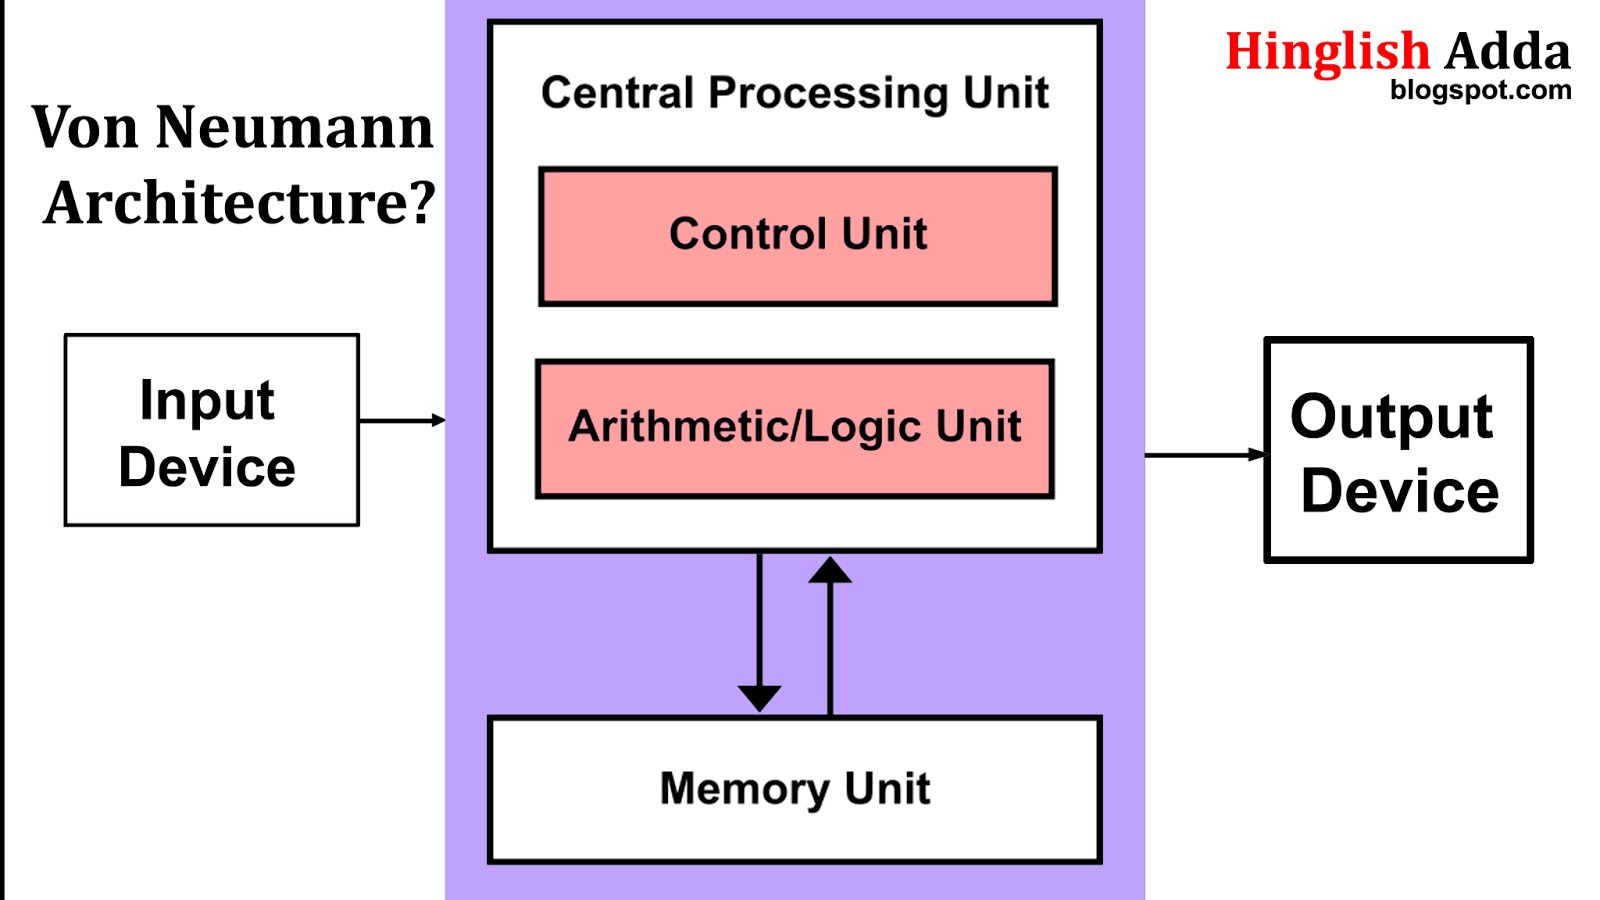 Von Neumann
Architecture?
Hinglish Adda
blogspot.com
Central Processing Unit
Control Unit
Arithmetic/Logic Unit
Input
Device
Output
Device
Memory Unit